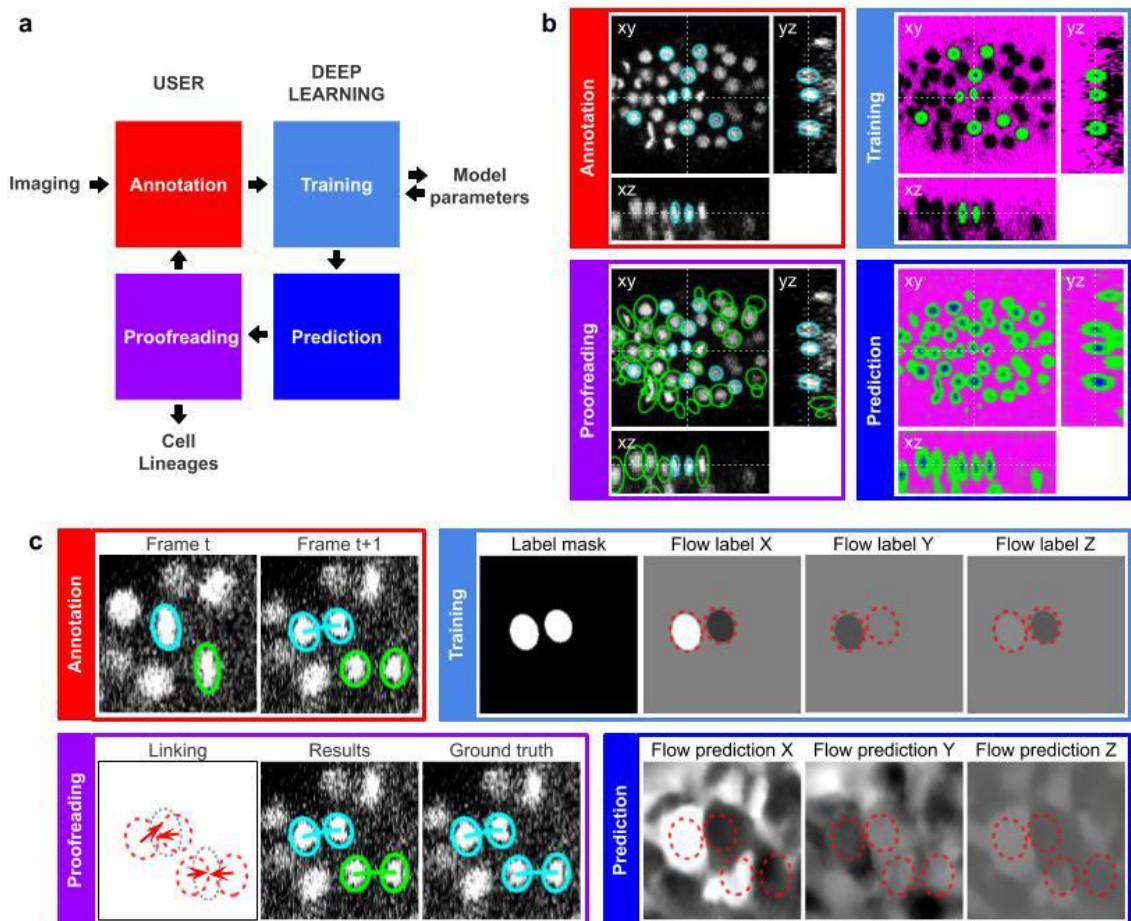 a
USER
DEEP
LEARNING
Imaging
Annotation
Training
Model
parameters
Proofreading
Prediction
Cell
Lineages
b
Annotation
xy
yz
xz
Training
xy
yz
xz
Proofreading
xy
yz
xz
Prediction
xy
yz
xz
c
Annotation
Frame t
Frame t+1
Training
Label mask
Flow label X
Flow label Y
Flow label Z
Proofreading
Linking
Results
Ground truth
Prediction
Flow prediction X
Flow prediction Y
Flow prediction Z